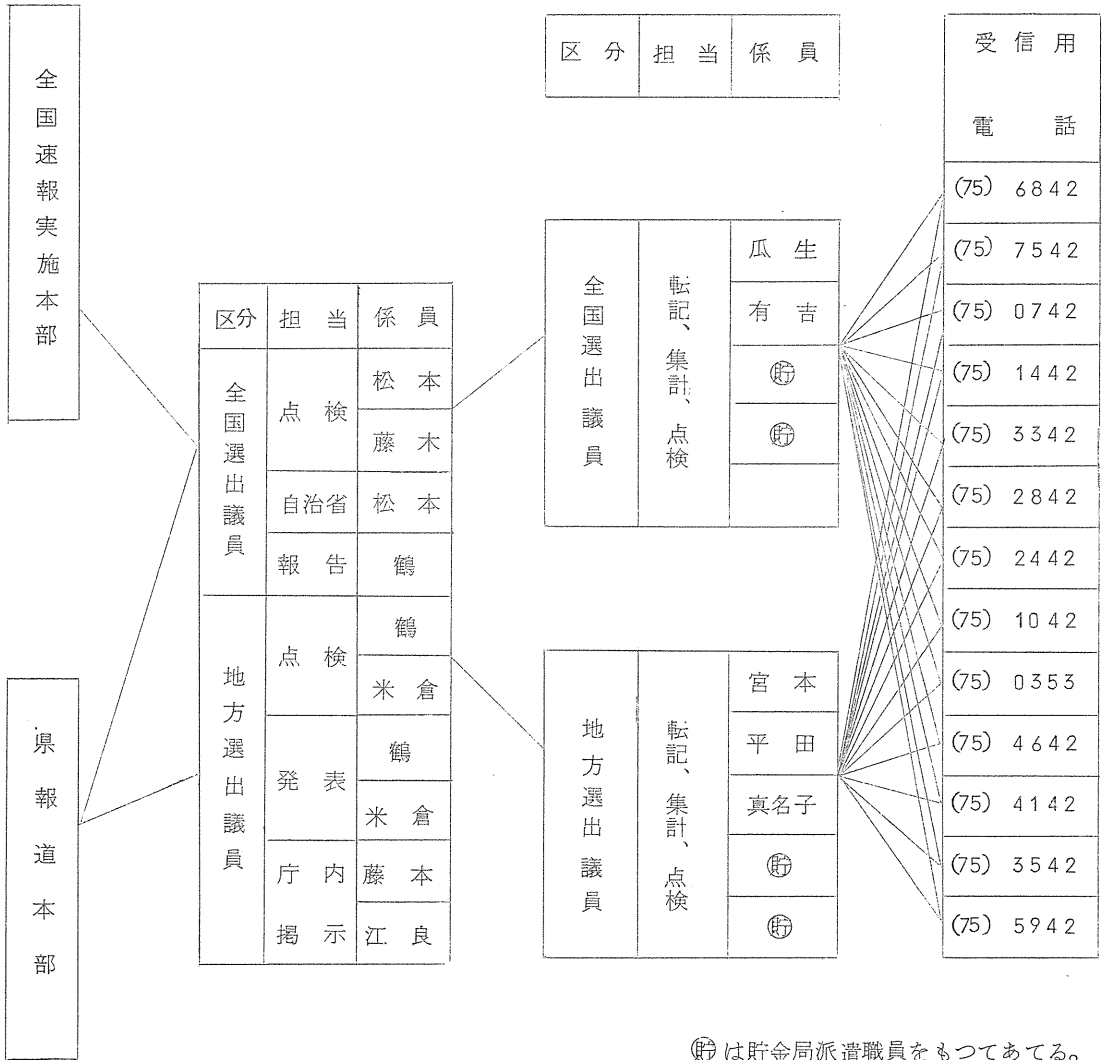 全国速報実施本部
県報道本部
区分 担当 係員
全国選出議員
点検
松本
藤木
自治省 松本
報告 鶴
地方選出議員
点検
鶴
米倉
発表
鶴
米倉
庁内掲示
藤本
江良
区分 担当 係員
全国選出議員
転記、集計、点検
瓜生
有吉
㊎
㊎
地方選出議員
転記、集計、点検
宮本
平田
真名子
受信用
電話
(75) 6842
(75) 7542
(75) 0742
(75) 1442
(75) 3342
(75) 2842
(75) 2442
(75) 1042
(75) 0353
(75) 4642
(75) 4142
(75) 3542
(75) 5942
貯は貯金局派遣職員をもつてあてる。